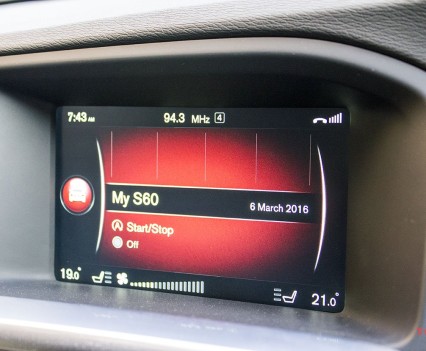 7:43 AM 94.3 MHz 4
My S60 6 March 2016
Start/Stop
Off
19.0° 21.0°